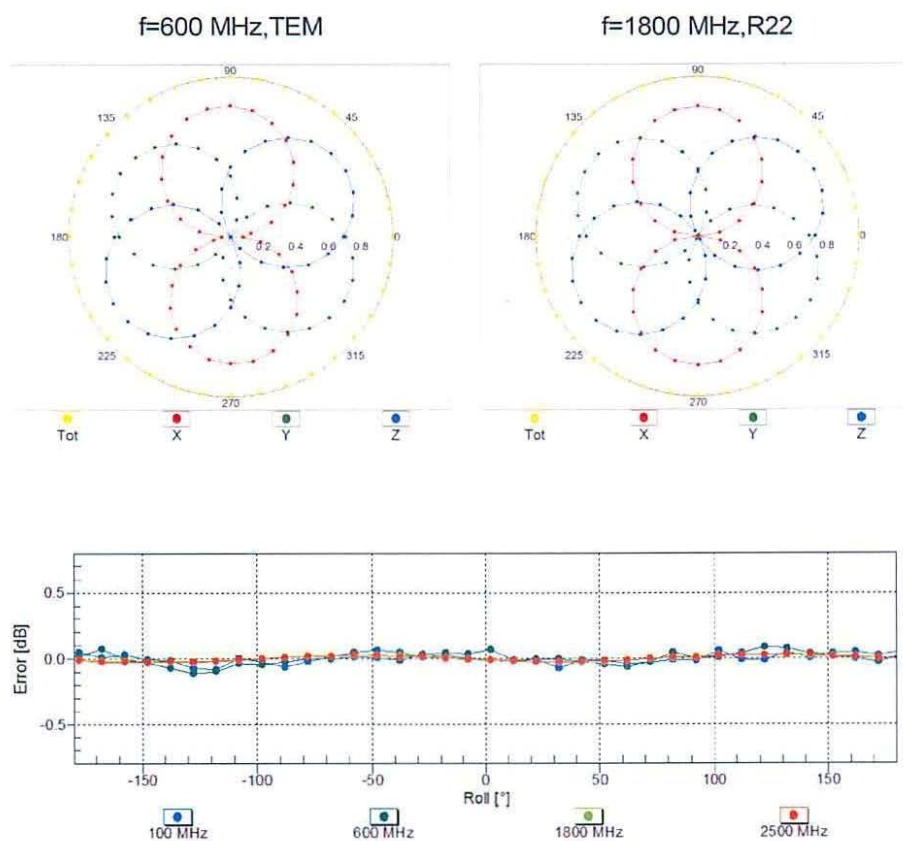 f=600 MHz,TEM
f=1800 MHz,R22
90
135
45
180
0.2 0.4 0.6 0.8
0
225
315
270
Tot X Y Z
90
135
45
180
0.2 0.4 0.6 0.8
0
225
315
270
Tot X Y Z
Error [dB]
0.5
0.0
-0.5
-150 -100 -50 0 50 100 150
Roll [°]
100 MHz 600 MHz 1800 MHz 2500 MHz